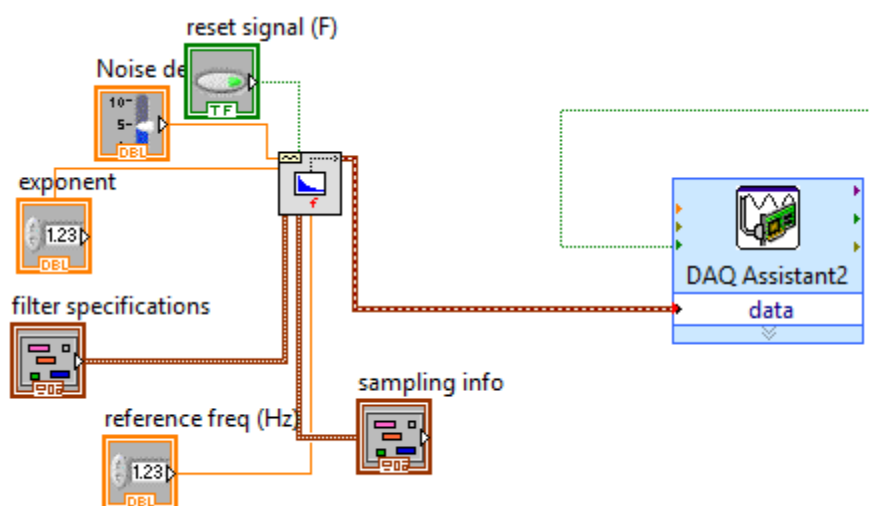 reset signal (F)
TF
Noise de
10-
5-
DBL
exponent
1.23
DBL
f
DAQ Assistant2
data
filter specifications
sampling info
reference freq (Hz)
1.23
DBL